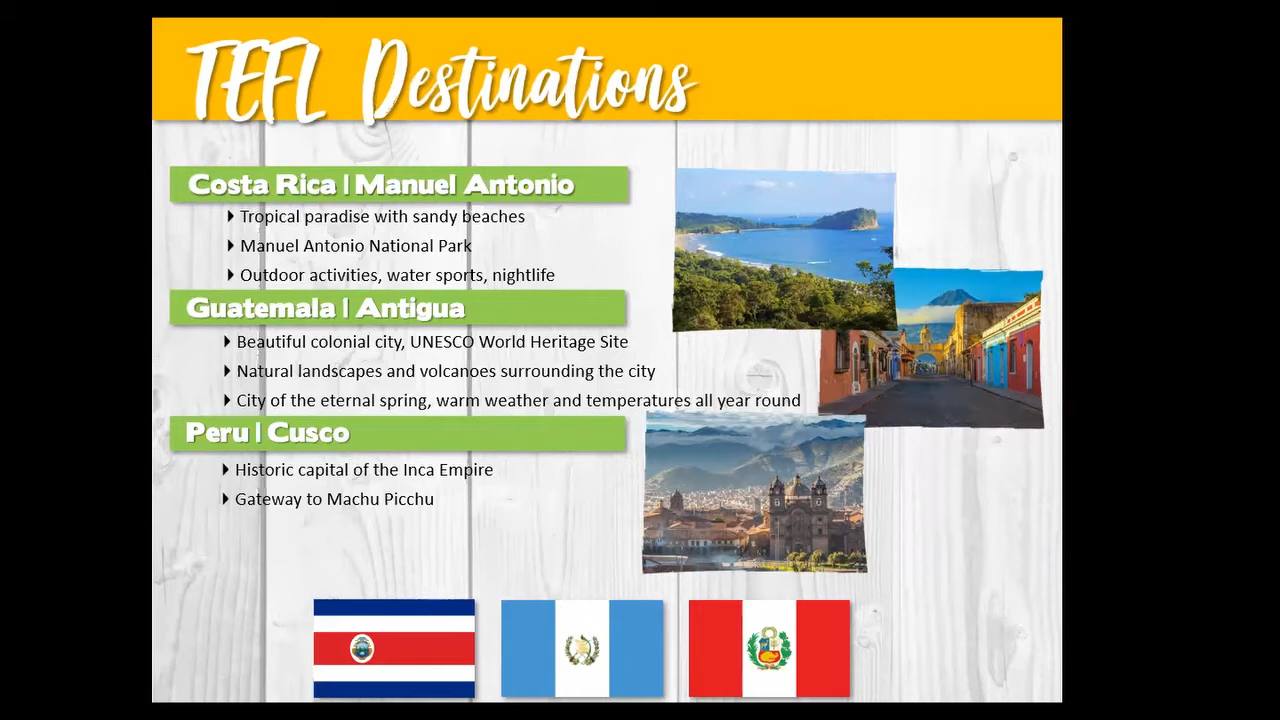 TEFL Destinations
Costa Rica | Manuel Antonio
Tropical paradise with sandy beaches
Manuel Antonio National Park
Outdoor activities, water sports, nightlife
Guatemala | Antigua
Beautiful colonial city, UNESCO World Heritage Site
Natural landscapes and volcanoes surrounding the city
City of the eternal spring, warm weather and temperatures all year round
Peru | Cusco
Historic capital of the Inca Empire
Gateway to Machu Picchu